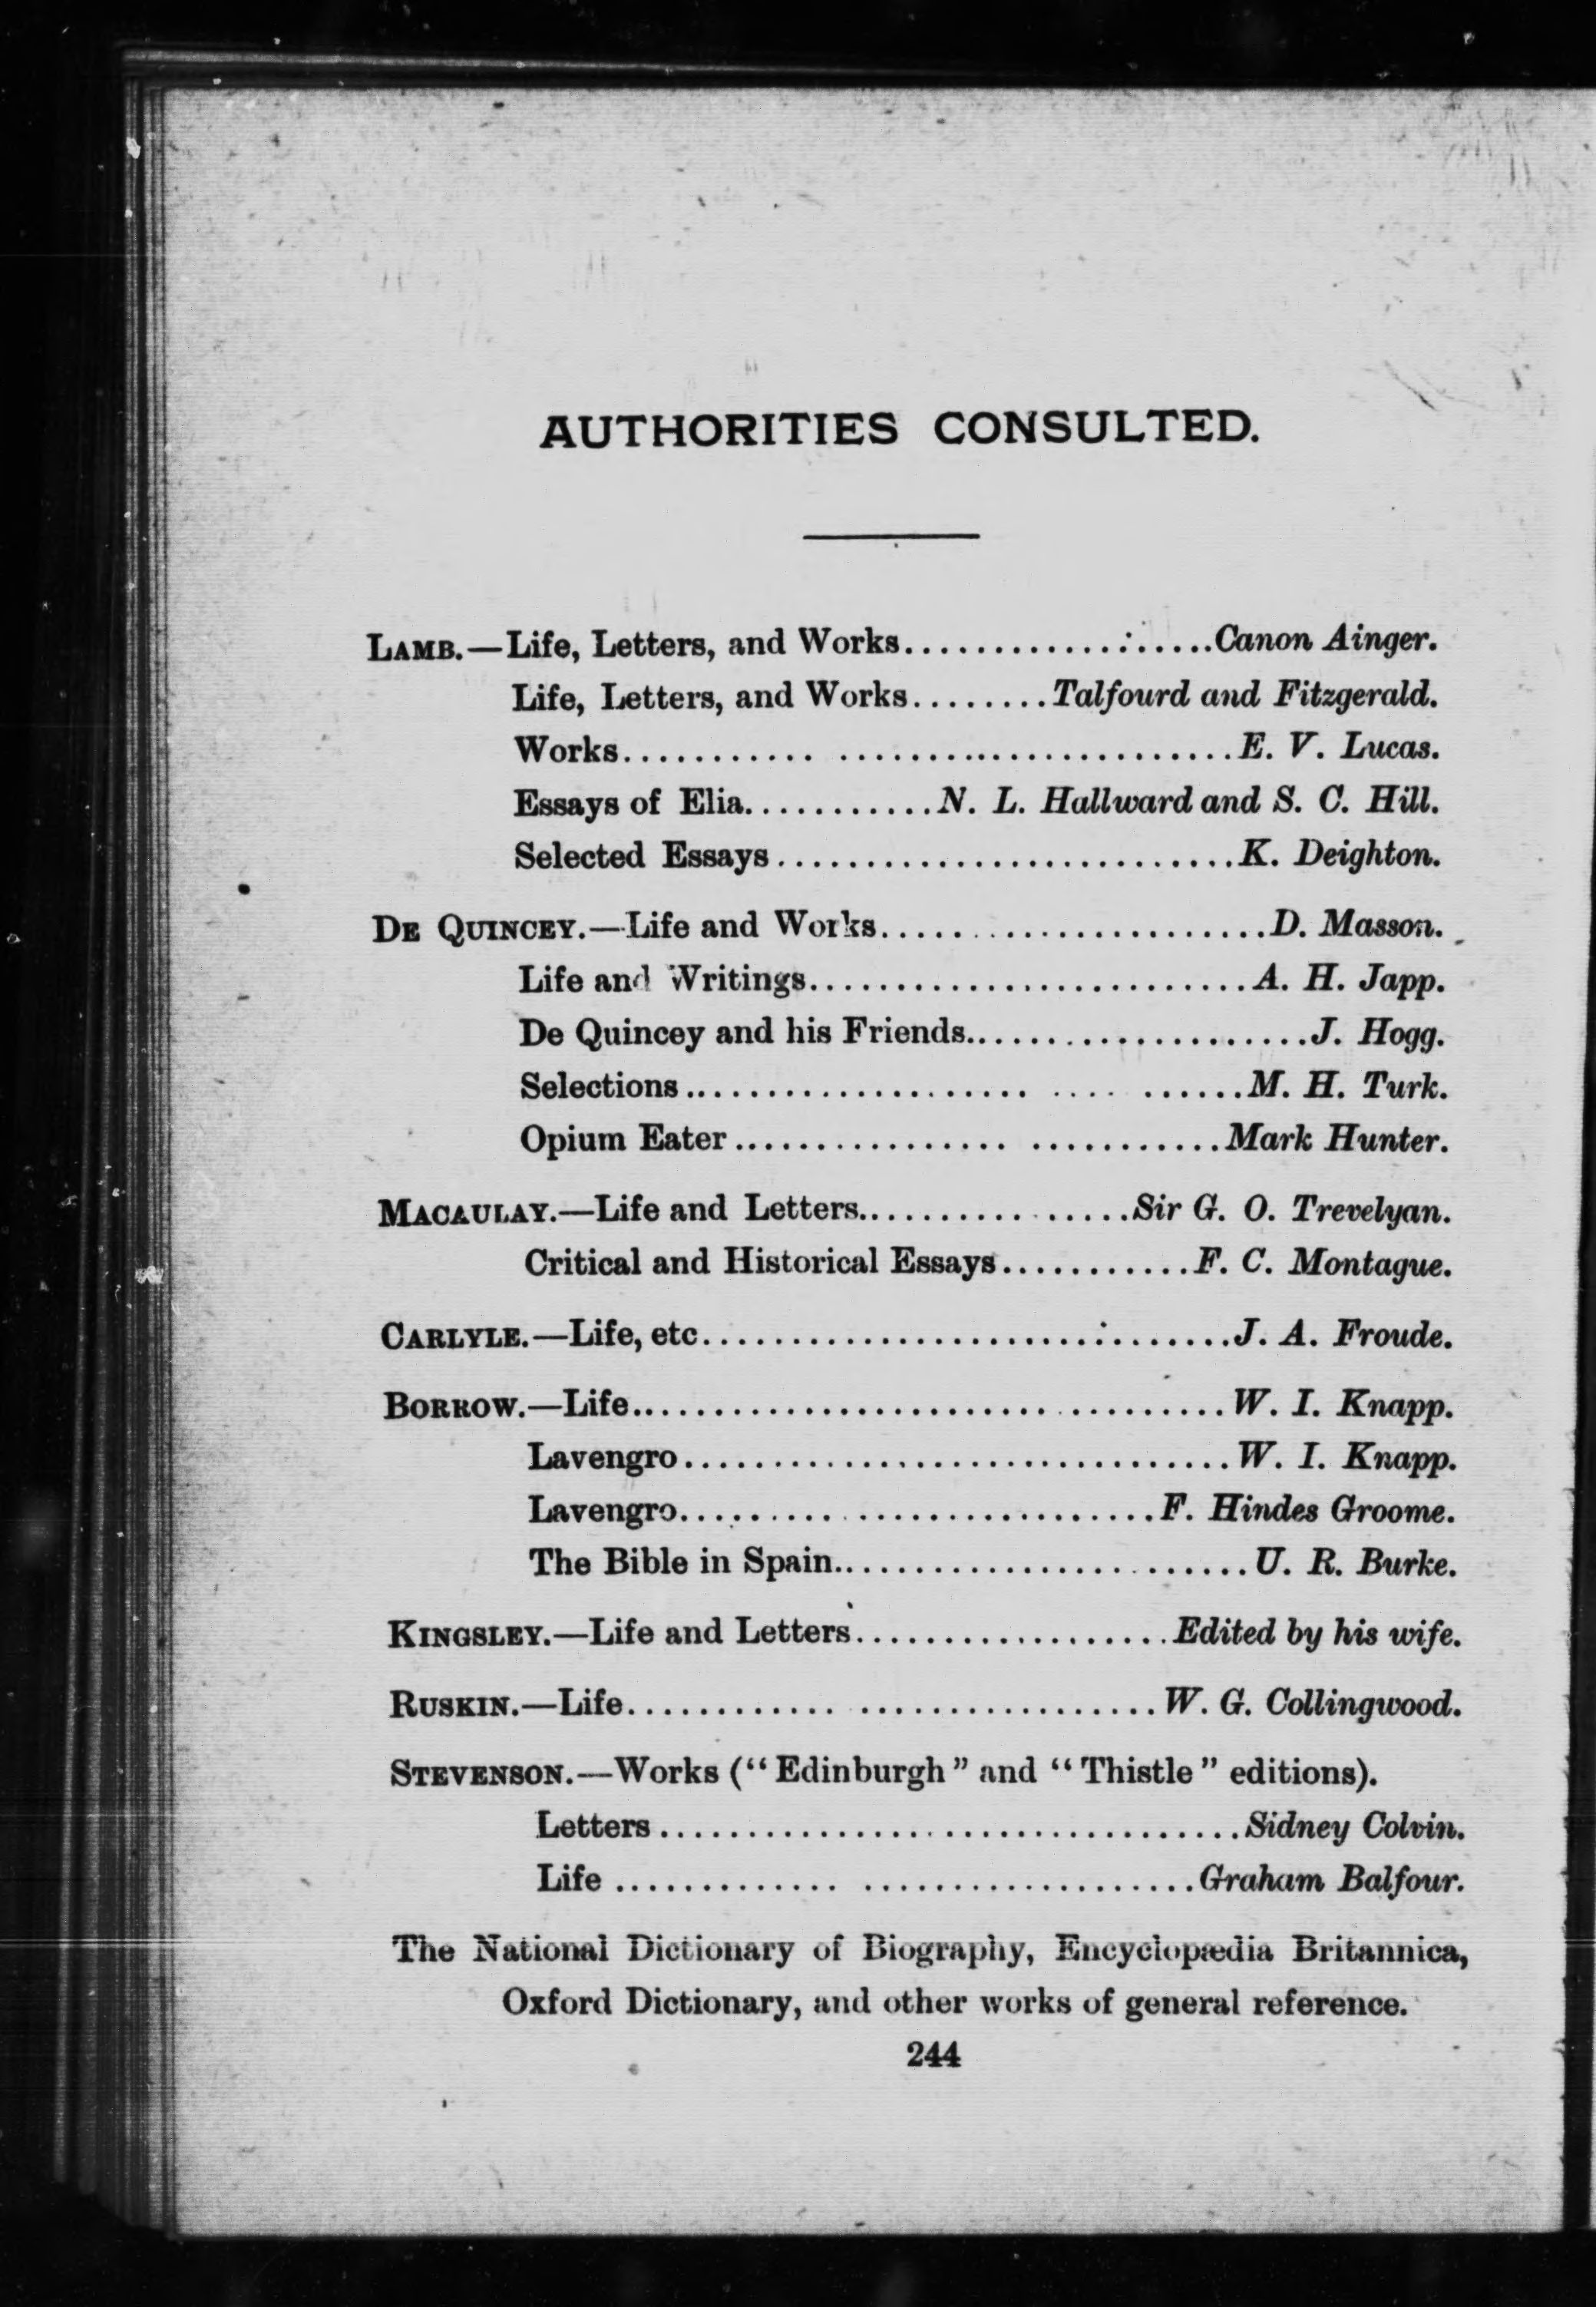 AUTHORITIES CONSULTED.
LAMB.—Life, Letters, and Works..................Canon Ainger.
Life, Letters, and Works........Talfourd and Fitzgerald.
Works..................................E. V. Lucas.
Essays of Elia...........N. L. Hallward and S. C. Hill.
Selected Essays...........................K. Deighton.
DE QUINCEY.—Life and Works.......................D. Masson.
Life and Writings..........................A. H. Japp.
De Quincey and his Friends....................J. Hogg.
Selections..............................M. H. Turk.
Opium Eater...........................Mark Hunter.
MACAULAY.—Life and Letters................Sir G. O. Trevelyan.
Critical and Historical Essays...........F. C. Montague.
CARLYLE.—Life, etc...............................J. A. Froude.
BORROW.—Life...................................W. I. Knapp.
Lavengro................................W. I. Knapp.
Lavengro............................F. Hindes Groome.
The Bible in Spain........................U. R. Burke.
KINGSLEY.—Life and Letters...................Edited by his wife.
RUSKIN.—Life..............................W. G. Collingwood.
STEVENSON.—Works (“Edinburgh” and “Thistle” editions).
Letters..................................Sidney Colvin.
Life.................................Graham Balfour.
The National Dictionary of Biography, Encyclopædia Britannica,
Oxford Dictionary, and other works of general reference.
244